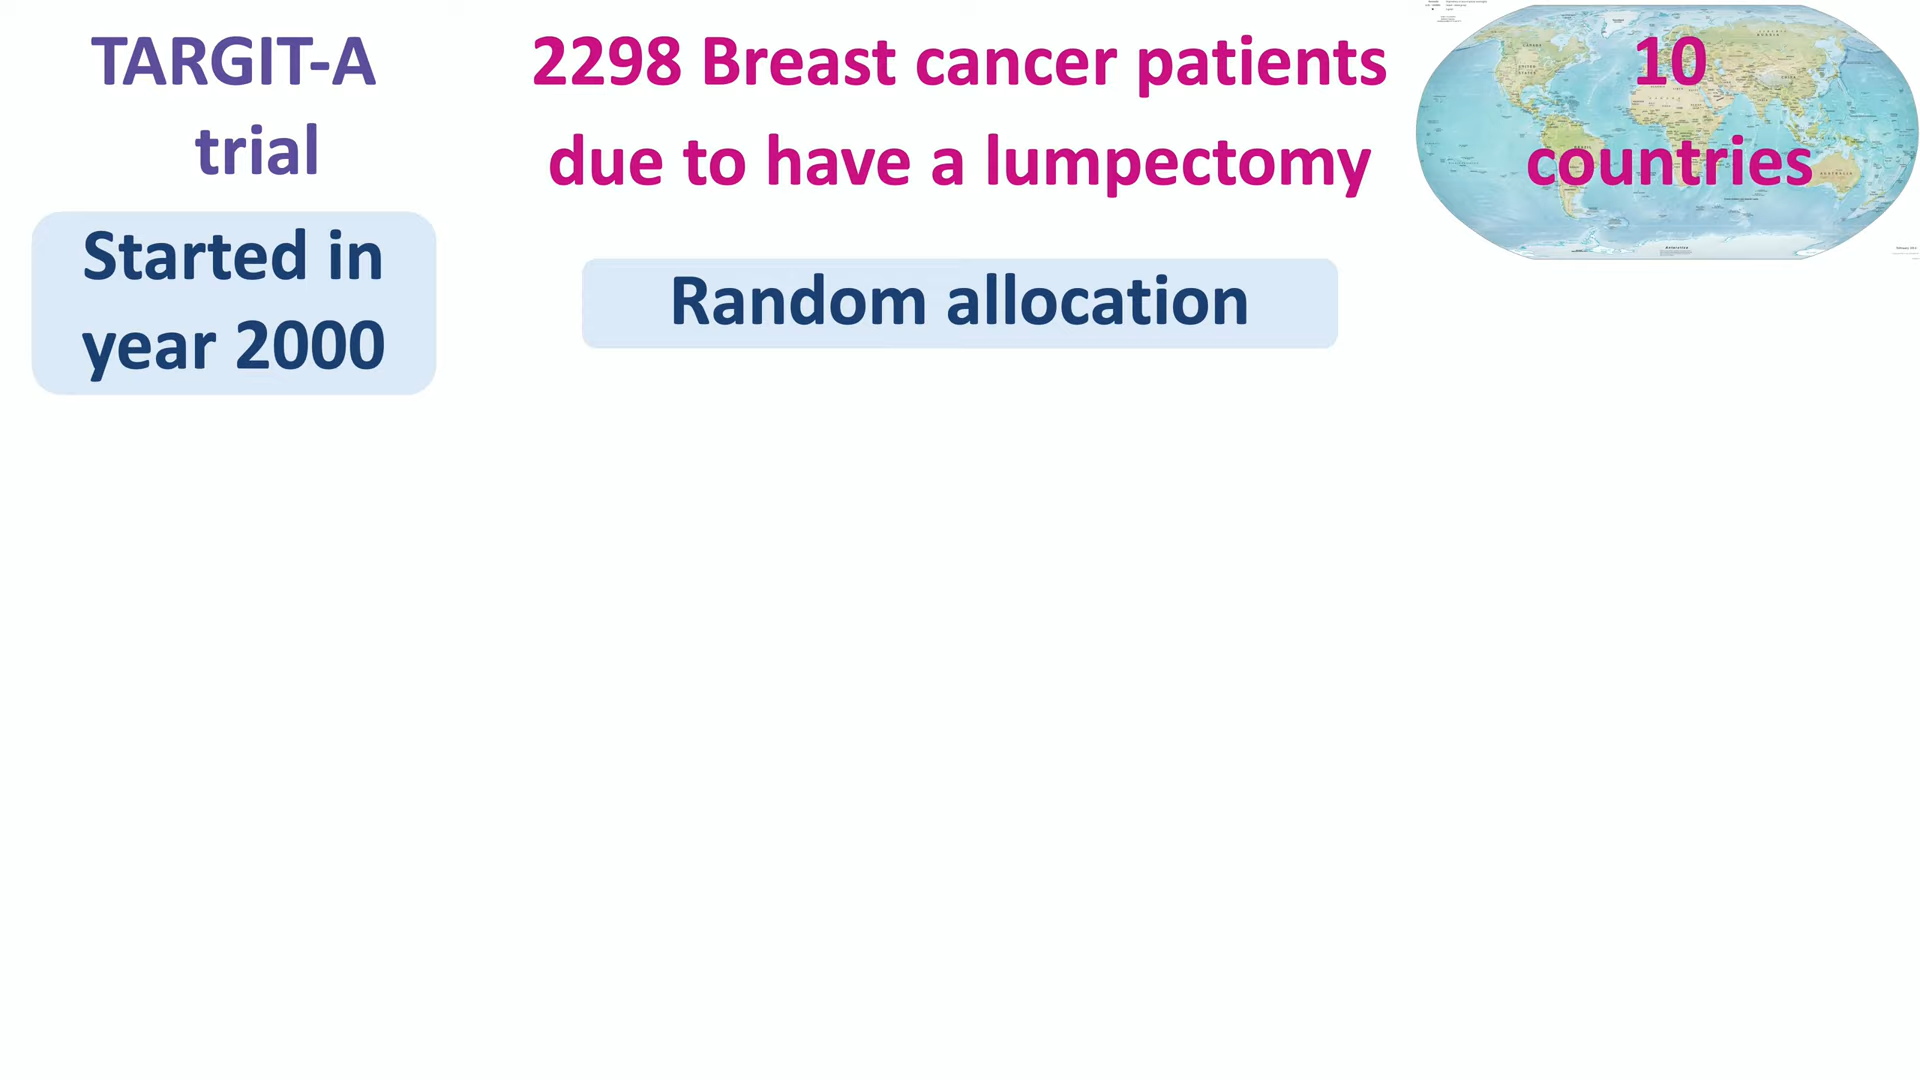 TARGIT-A
trial
2298 Breast cancer patients
due to have a lumpectomy
10
countries
Started in
year 2000
Random allocation